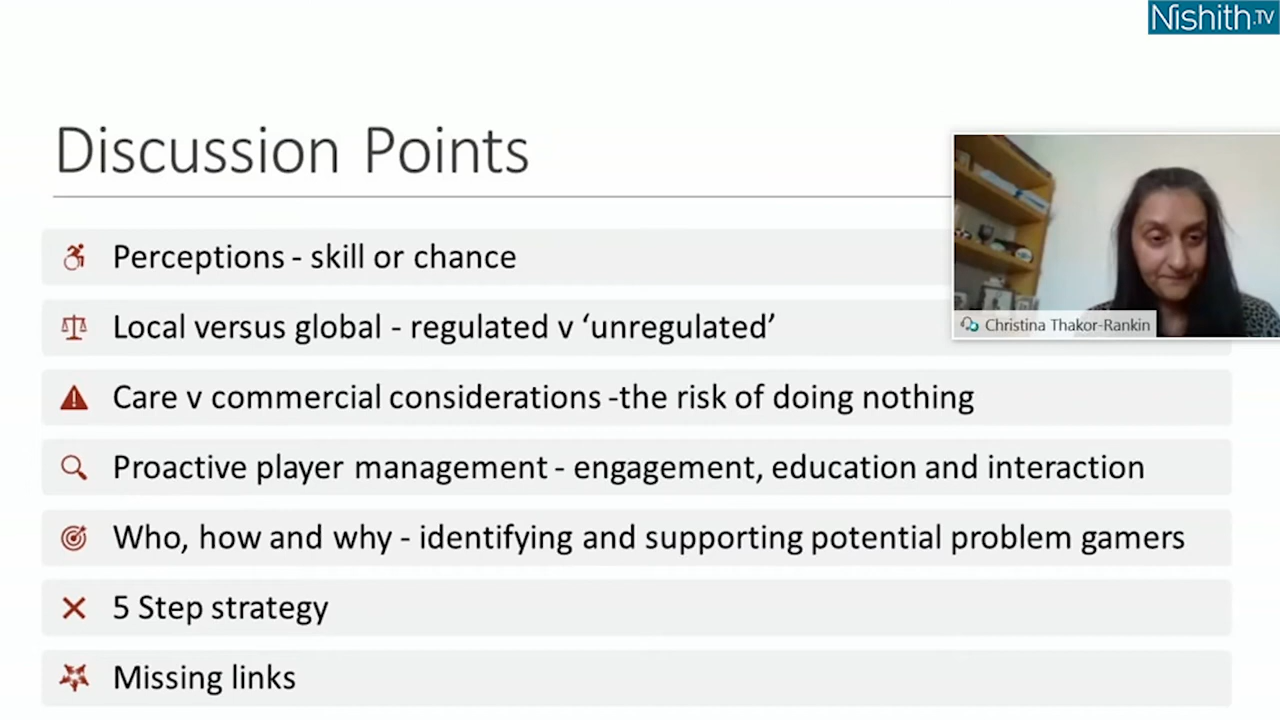 Nishith.TV
Discussion Points
Perceptions - skill or chance
Local versus global - regulated v ‘unregulated’
Christina Thakor-Rankin
Care v commercial considerations -the risk of doing nothing
Proactive player management - engagement, education and interaction
Who, how and why - identifying and supporting potential problem gamers
5 Step strategy
Missing links